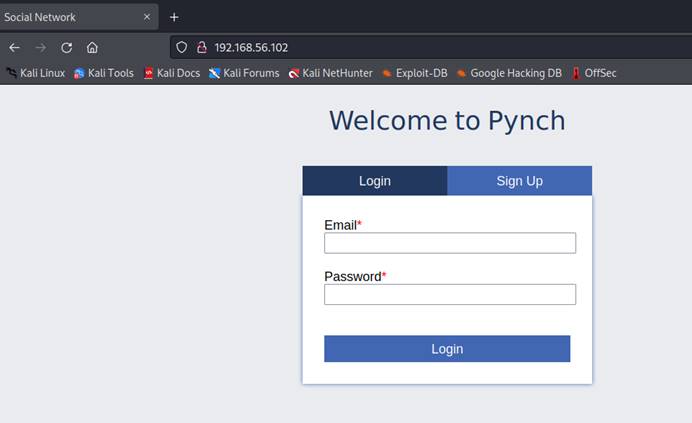 Social Network
192.168.56.102
Kali Linux Kali Tools Kali Docs Kali Forums Kali NetHunter Exploit-DB Google Hacking DB OffSec
Welcome to Pynch
Login Sign Up
Email*
Password*
Login